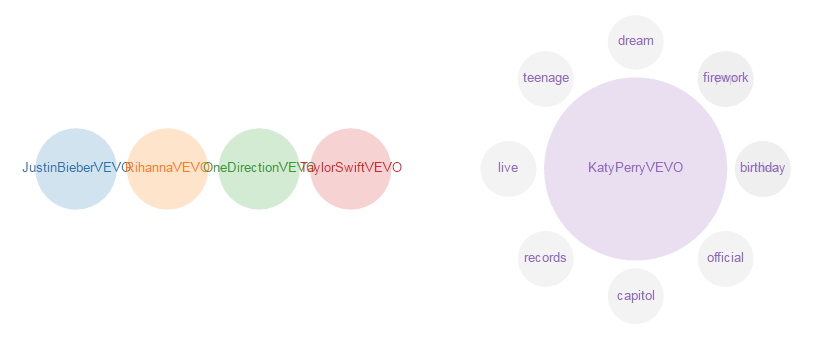 JustinBieberVEVO
RihannaVEVO
OneDirectionVEVO
TaylorSwiftVEVO
dream
teenage
firework
live
KatyPerryVEVO
birthday
records
official
capitol